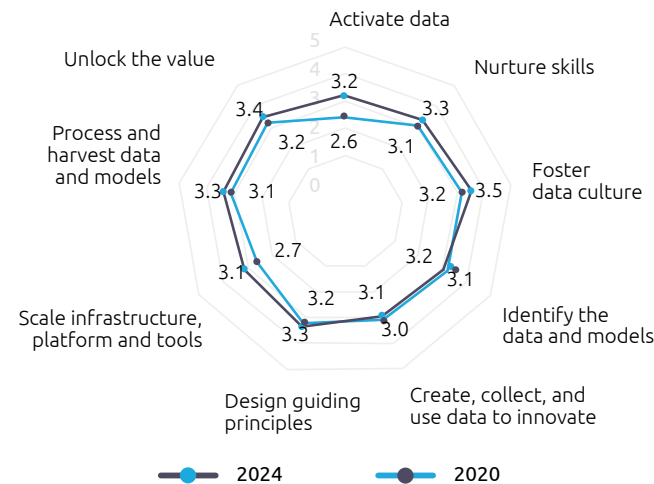 Activate data
5
Unlock the value
4
Nurture skills
3.2
3
3.4
3.3
Process and
harvest data
and models
2
3.2
2.6
3.1
1
Foster
data culture
0
3.3
3.1
3.2
3.5
2.7
3.2
3.1
3.1
3.2
3.1
Scale infrastructure,
platform and tools
Identify the
data and models
3.3
3.0
Design guiding
principles
Create, collect, and
use data to innovate
2024
2020